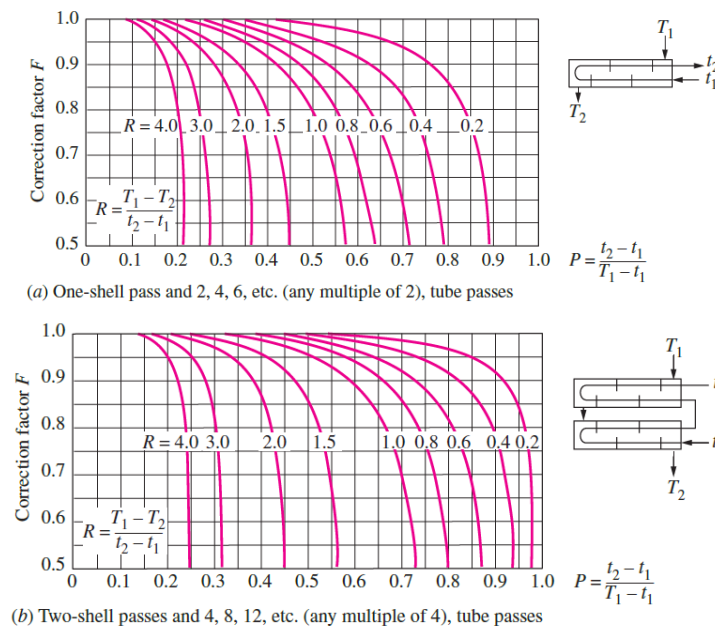 1.0
0.9
0.8
0.7
0.6
0.5
Correction factor F
R = 4.0 3.0 2.0 1.5 1.0 0.8 0.6 0.4 0.2
R = T₁ − T₂
t₂ − t₁
0 0.1 0.2 0.3 0.4 0.5 0.6 0.7 0.8 0.9 1.0
T₁
t₂
t₁
T₂
P = t₂ − t₁
T₁ − t₁
(a) One-shell pass and 2, 4, 6, etc. (any multiple of 2), tube passes
1.0
0.9
0.8
0.7
0.6
0.5
Correction factor F
R = 4.0 3.0 2.0 1.5 1.0 0.8 0.6 0.4 0.2
R = T₁ − T₂
t₂ − t₁
0 0.1 0.2 0.3 0.4 0.5 0.6 0.7 0.8 0.9 1.0
T₁
T₂
P = t₂ − t₁
T₁ − t₁
(b) Two-shell passes and 4, 8, 12, etc. (any multiple of 4), tube passes